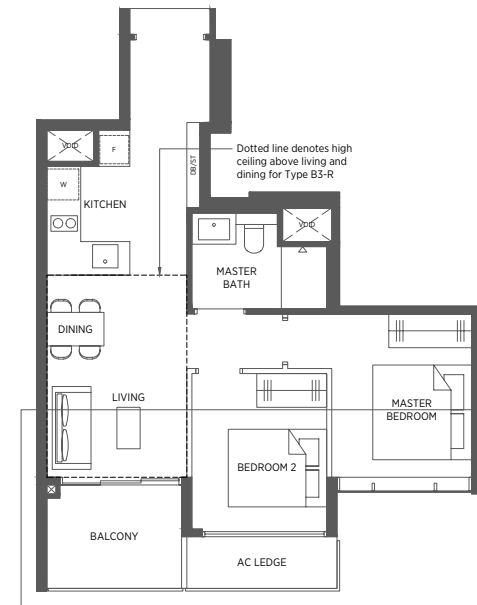 VOID
F
DB/ST
Dotted line denotes high
ceiling above living and
dining for Type B3-R
W
KITCHEN
VOID
MASTER
BATH
DINING
LIVING
MASTER
BEDROOM
BEDROOM 2
BALCONY
AC LEDGE